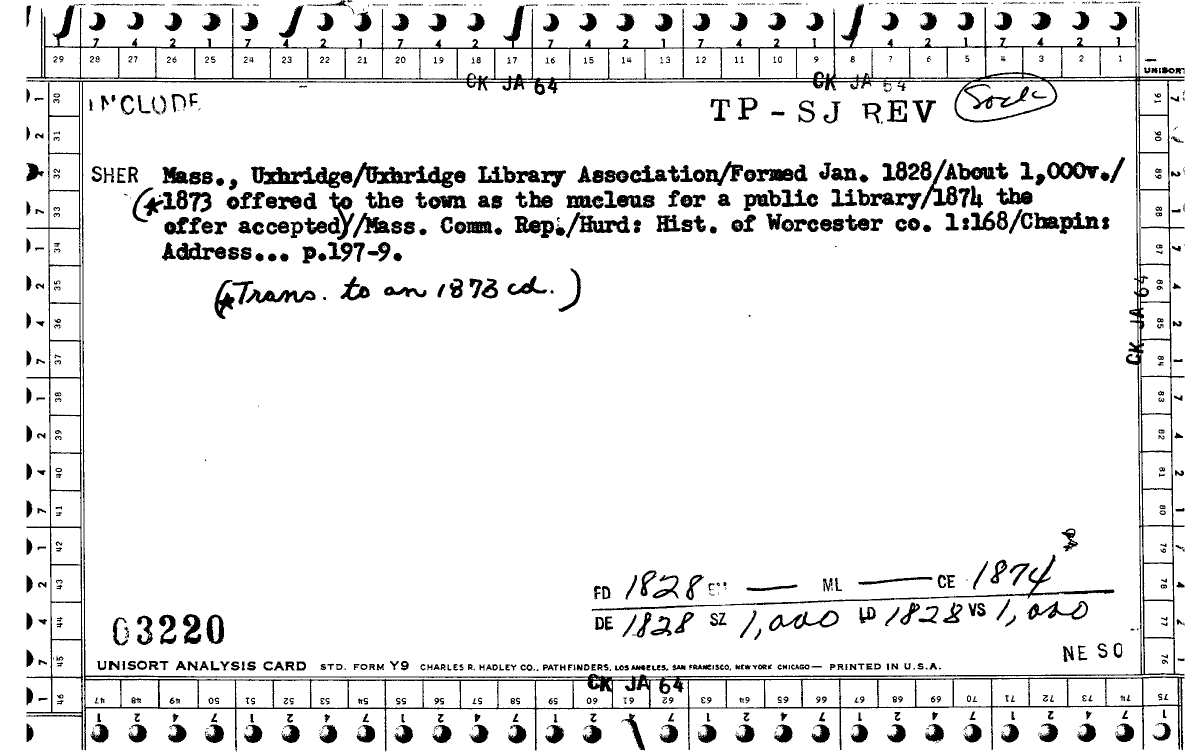 7 4 2 1 7 4 2 1 7 4 2 1 7 4 2 1 7 4 2 1 7 4 2 1 7 4 2 1
29 28 27 26 25 24 23 22 21 20 19 18 17 16 15 14 13 12 11 10 9 8 7 6 5 4 3 2 1
CK JA 64 CK JA 64 UNISORT
INCLUDE TP-SJ REV Socl
SHER Mass., Uxbridge/Uxbridge Library Association/Formed Jan. 1828/About 1,000v./
(*1873 offered to the town as the nucleus for a public library/1874 the
offer accepted)/Mass. Comm. Rep./Hurd: Hist. of Worcester co. 1:168/Chapin:
Address... p.197-9.
(*Trans. to an 1873 cd.)
CK JA 64
FD 1828 EM — ML — CE 1874
DE 1828 SZ 1,000 LD 1828 VS 1,000
03220
NE SO
UNISORT ANALYSIS CARD STD. FORM Y9 CHARLES R. HADLEY CO., PATHFINDERS, LOS ANGELES, SAN FRANCISCO, NEW YORK CHICAGO — PRINTED IN U.S.A.
CK JA 64
30 31 32 33 34 35 36 37 38 39 40 41 42 43 44 45 46
91 90 89 88 87 86 85 84 83 82 81 80 79 78 77 76 75
47 48 49 50 51 52 53 54 55 56 57 58 59 60 61 62 63 64 65 66 67 68 69 70 71 72 73 74 75